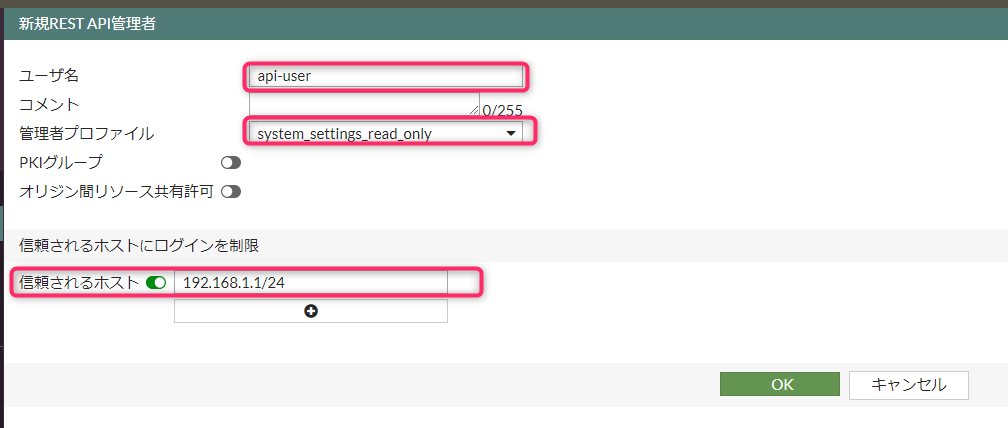 新規REST API管理者
ユーザ名 api-user
コメント 0/255
管理者プロファイル system_settings_read_only
PKIグループ
オリジン間リソース共有許可
信頼されるホストにログインを制限
信頼されるホスト 192.168.1.1/24
OK キャンセル